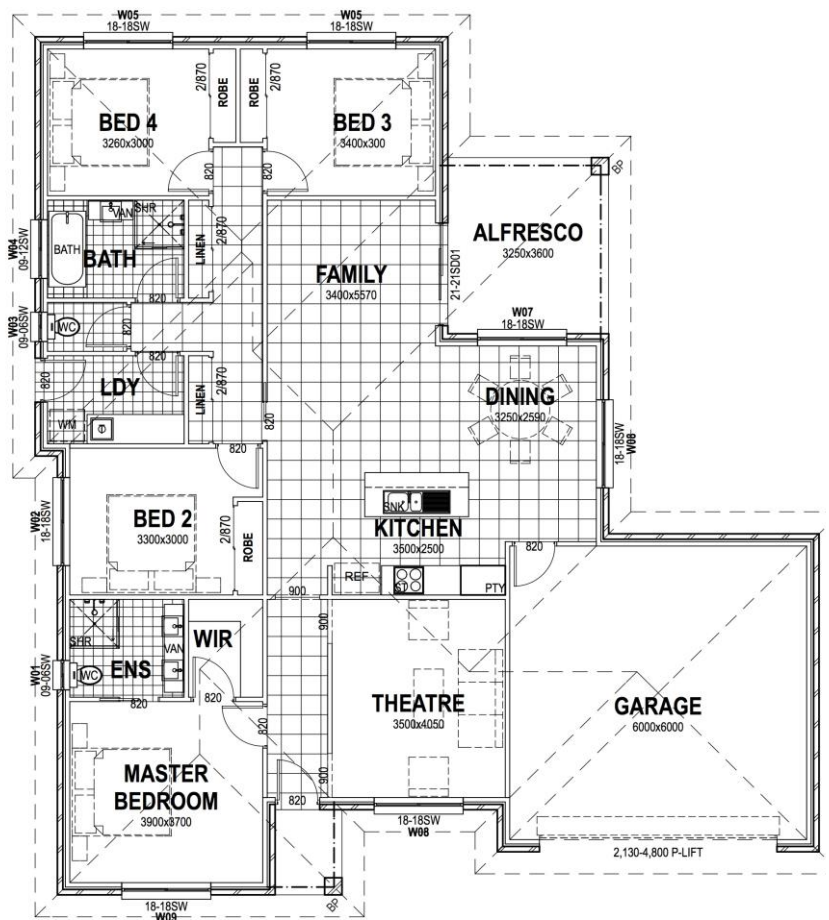 W05
18-18SW
W05
18-18SW
BED 4
3260x3000
2/870
ROBE
ROBE
2/870
BED 3
3400x300
820
820
BP
W04
09-12SW
BATH
VAN
SHR
BATH
820
LINEN
2/870
FAMILY
3400x5570
21-21SD01
ALFRESCO
3250x3600
W03
09-06SW
WC
820
W07
18-18SW
820
820
LDY
WM
LINEN
2/870
820
DINING
3250x2590
18-18SW
W08
820
W02
18-18SW
BED 2
3300x3000
2/870
ROBE
SNK
KITCHEN
3500x2500
820
REF
ST
PTY
900
SHR
VAN
WIR
900
W01
09-06SW
WC
ENS
820
820
820
THEATRE
3500x4050
GARAGE
6000x6000
MASTER
BEDROOM
3900x3700
900
820
18-18SW
W08
2,130-4,800 P-LIFT
18-18SW
W09
BP